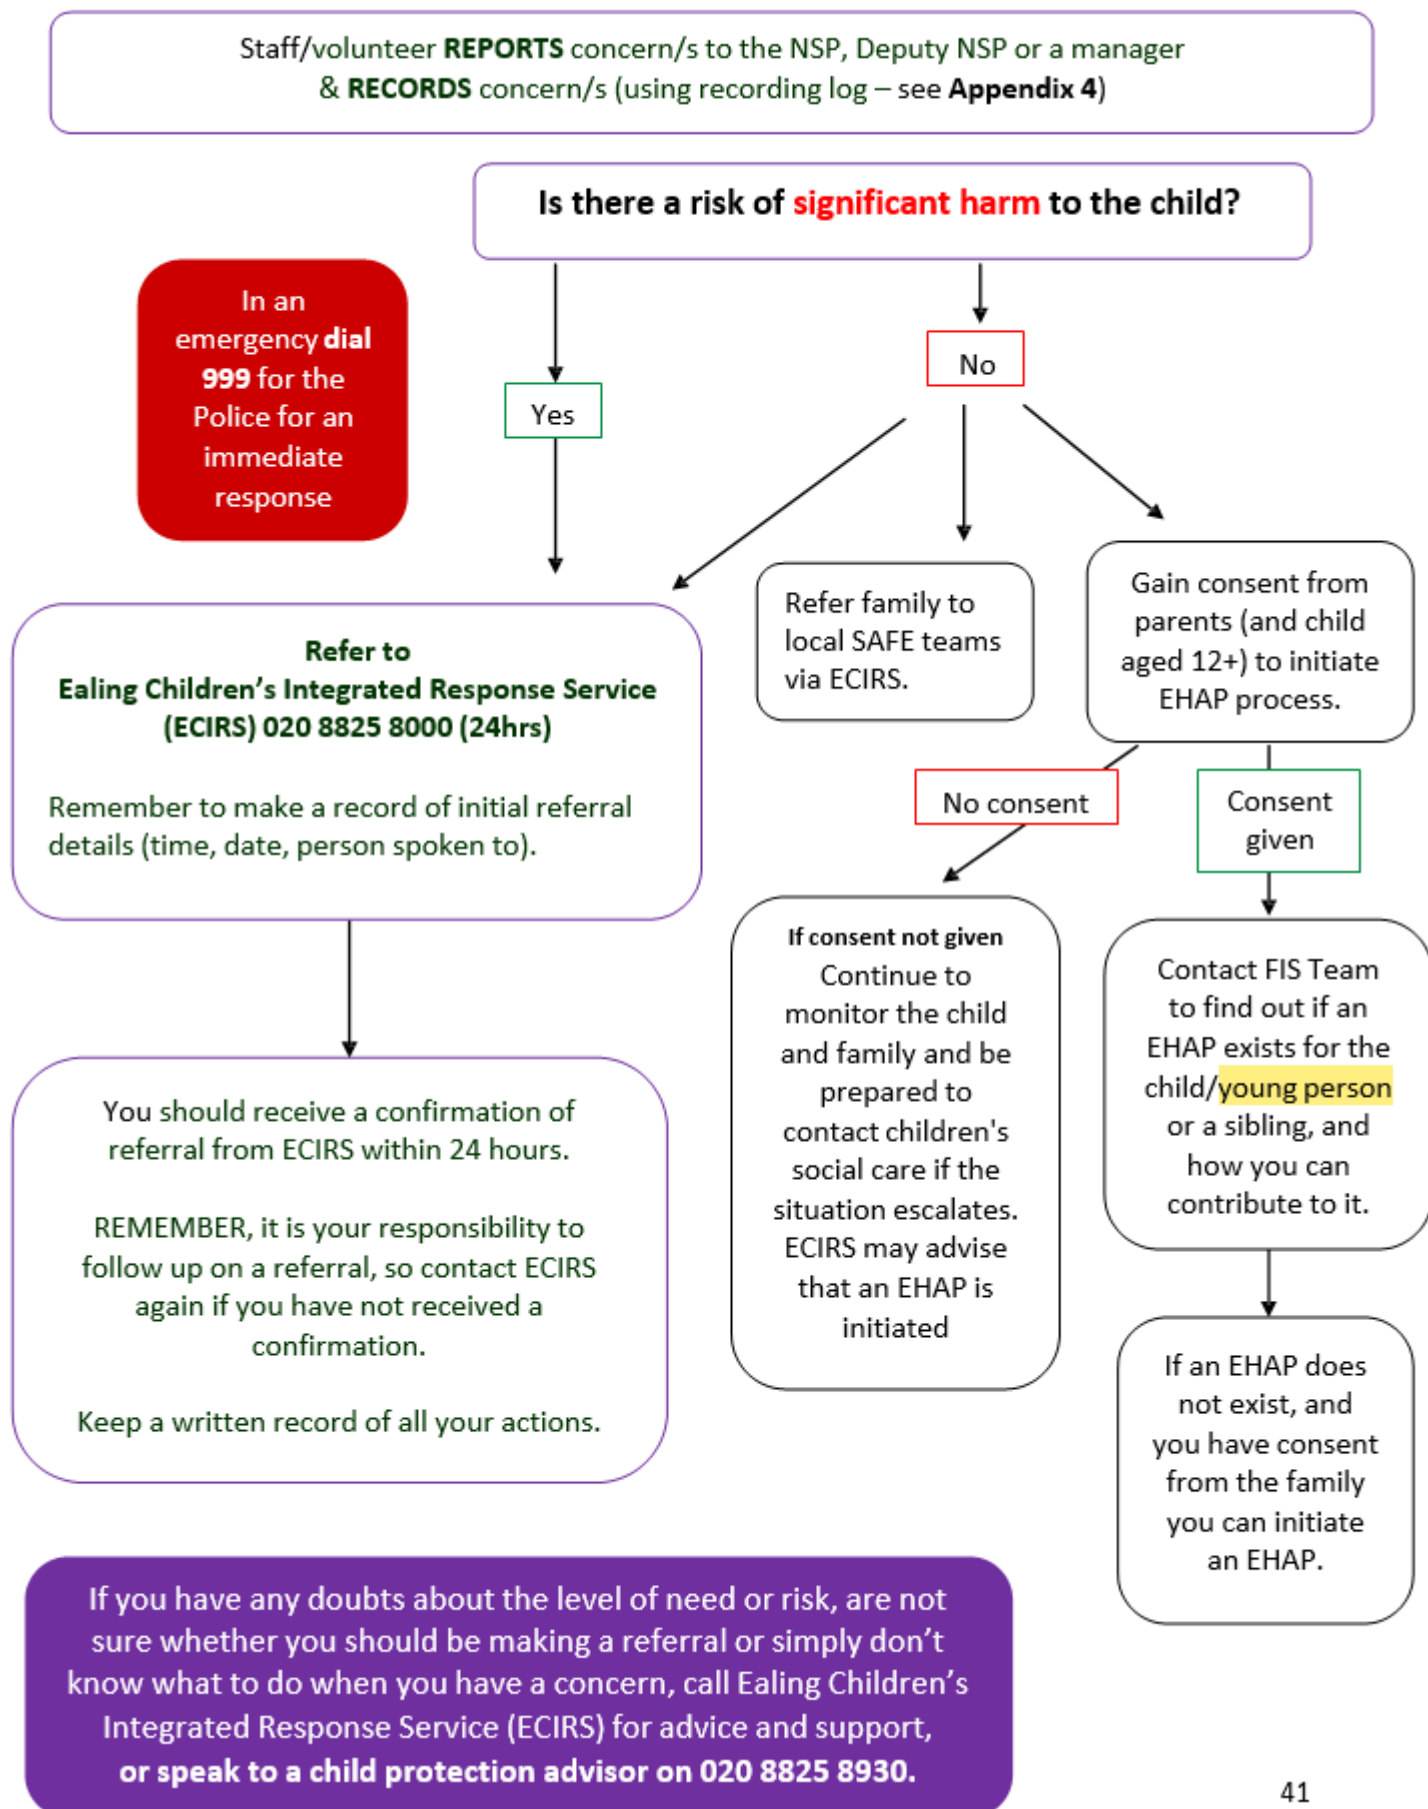 Staff/volunteer REPORTS concern/s to the NSP, Deputy NSP or a manager
& RECORDS concern/s (using recording log – see Appendix 4)
Is there a risk of significant harm to the child?
In an
emergency dial
999 for the
Police for an
immediate
response
Yes
No
Refer to
Ealing Children’s Integrated Response Service
(ECIRS) 020 8825 8000 (24hrs)
Remember to make a record of initial referral
details (time, date, person spoken to).
Refer family to
local SAFE teams
via ECIRS.
Gain consent from
parents (and child
aged 12+) to initiate
EHAP process.
No consent
Consent
given
If consent not given
Continue to
monitor the child
and family and be
prepared to
contact children's
social care if the
situation escalates.
ECIRS may advise
that an EHAP is
initiated
Contact FIS Team
to find out if an
EHAP exists for the
child/young person
or a sibling, and
how you can
contribute to it.
You should receive a confirmation of
referral from ECIRS within 24 hours.
REMEMBER, it is your responsibility to
follow up on a referral, so contact ECIRS
again if you have not received a
confirmation.
Keep a written record of all your actions.
If an EHAP does
not exist, and
you have consent
from the family
you can initiate
an EHAP.
If you have any doubts about the level of need or risk, are not
sure whether you should be making a referral or simply don’t
know what to do when you have a concern, call Ealing Children’s
Integrated Response Service (ECIRS) for advice and support,
or speak to a child protection advisor on 020 8825 8930.
41